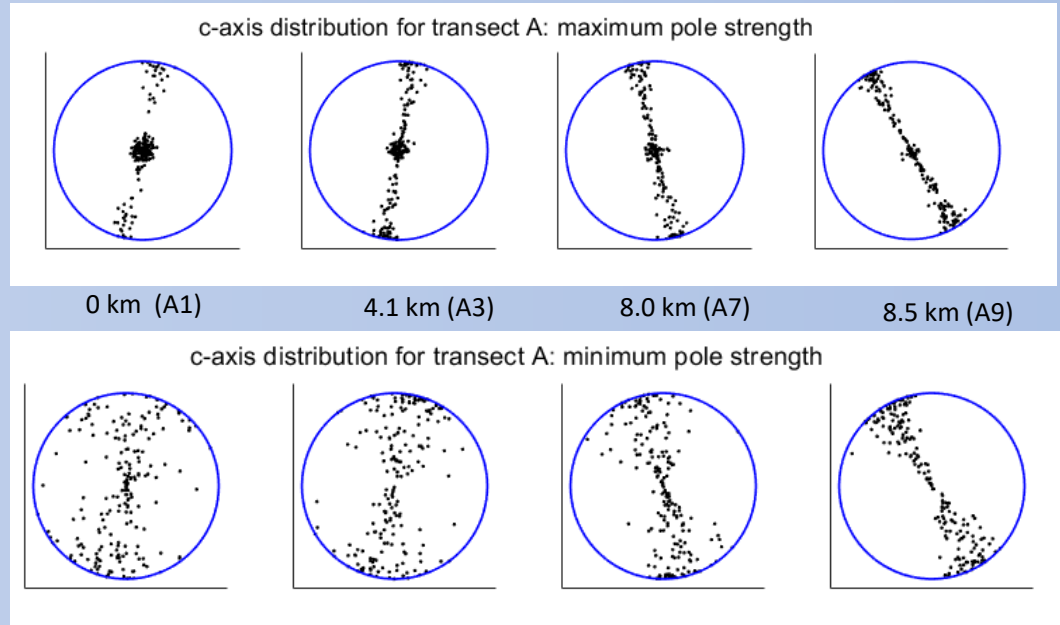 c-axis distribution for transect A: maximum pole strength
0 km (A1) 4.1 km (A3) 8.0 km (A7) 8.5 km (A9)
c-axis distribution for transect A: minimum pole strength